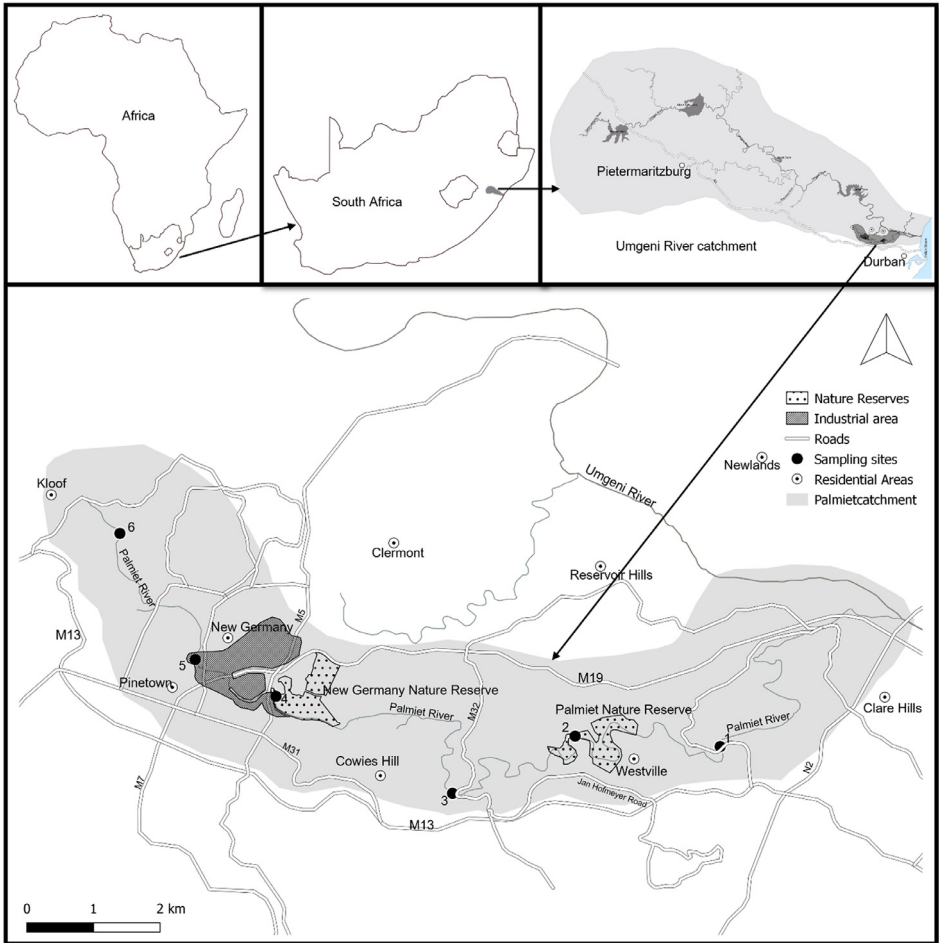 Africa
South Africa
Pietermaritzburg
Umgeni River catchment
Durban
Nature Reserves
Industrial area
Roads
Sampling sites
Residential Areas
Palmietcatchment
Newlands
Umgeni River
Kloof
6
Palmiet River
Clermont
Reservoir Hills
M5
M13
New Germany
5
Pinetown
4
New Germany Nature Reserve
M19
Palmiet River
M32
Palmiet Nature Reserve
2
Palmiet River
1
Clare Hills
M31
Cowies Hill
Westville
N2
M7
3
Jan Hofmeyer Road
M13
0 1 2 km